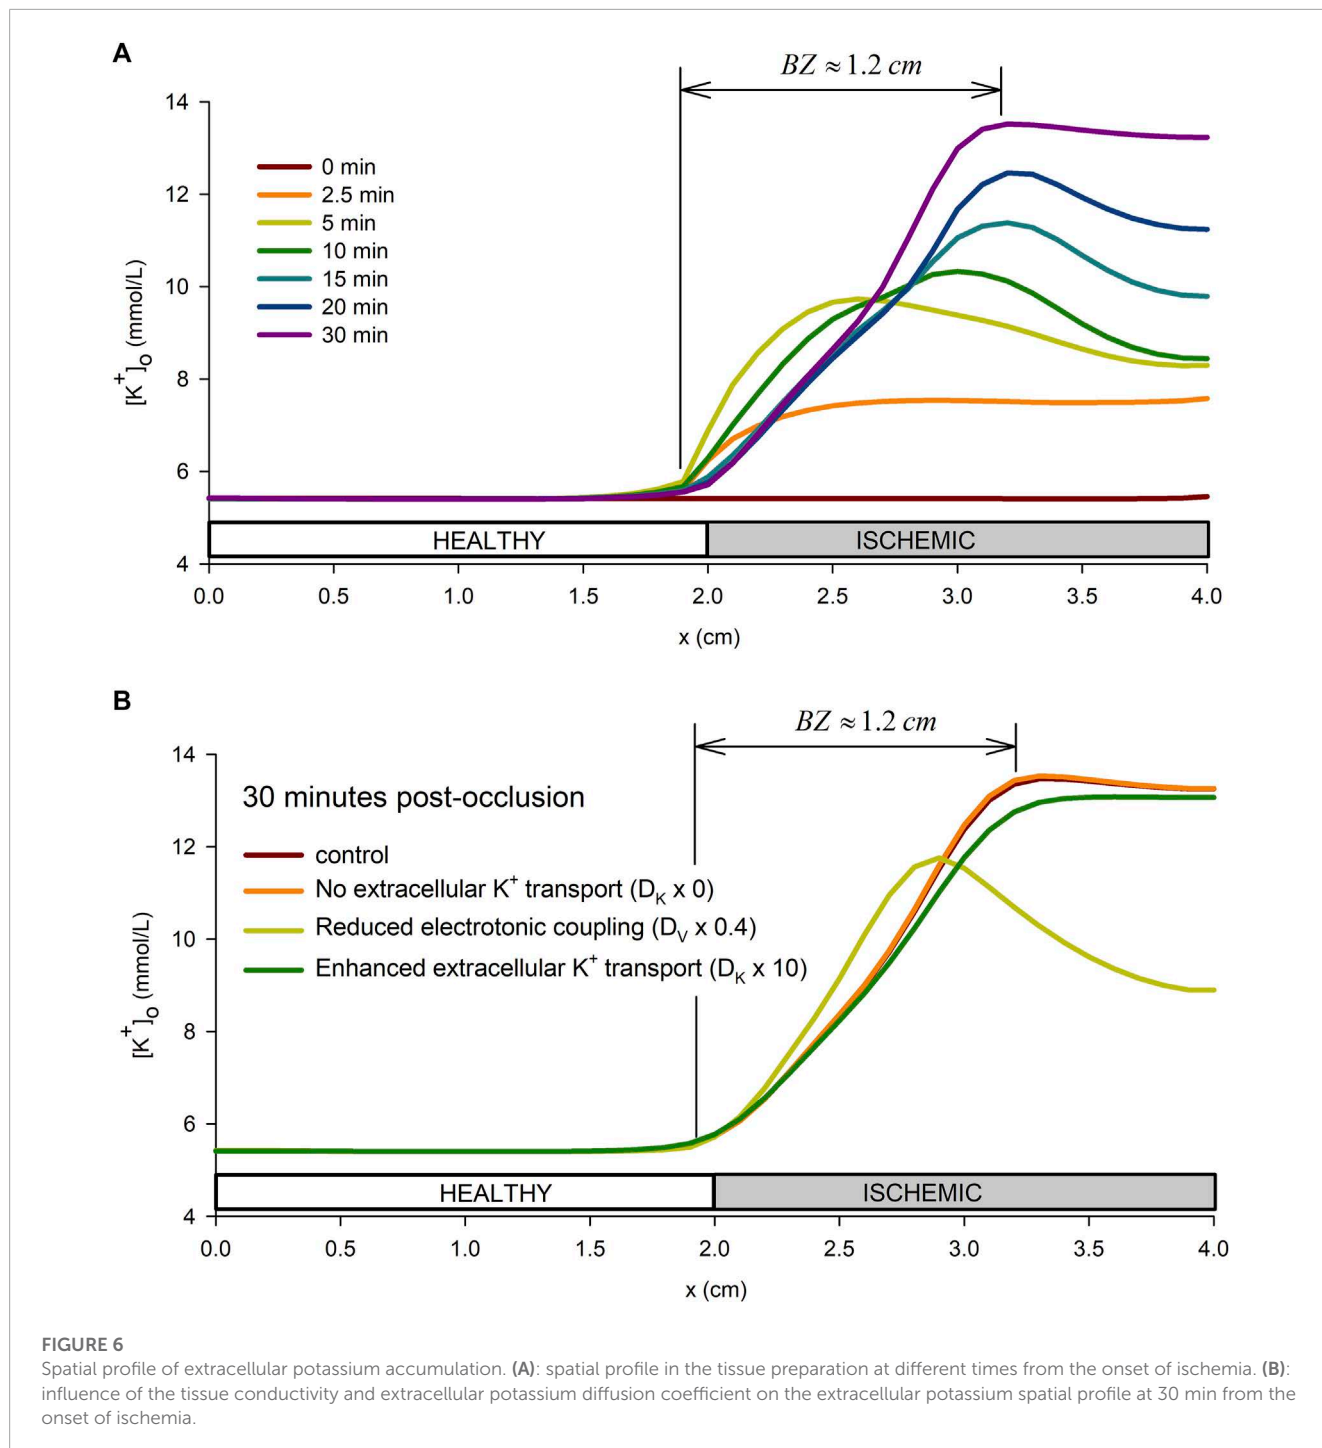 A
BZ ≈ 1.2 cm
14
12
10
8
6
4
[K+]o (mmol/L)
0 min
2.5 min
5 min
10 min
15 min
20 min
30 min
HEALTHY
ISCHEMIC
0.0 0.5 1.0 1.5 2.0 2.5 3.0 3.5 4.0
x (cm)
B
BZ ≈ 1.2 cm
14
12
10
8
6
4
[K+]o (mmol/L)
30 minutes post-occlusion
control
No extracellular K+ transport (DK x 0)
Reduced electrotonic coupling (DV x 0.4)
Enhanced extracellular K+ transport (DK x 10)
HEALTHY
ISCHEMIC
0.0 0.5 1.0 1.5 2.0 2.5 3.0 3.5 4.0
x (cm)
FIGURE 6
Spatial profile of extracellular potassium accumulation. (A): spatial profile in the tissue preparation at different times from the onset of ischemia. (B):
influence of the tissue conductivity and extracellular potassium diffusion coefficient on the extracellular potassium spatial profile at 30 min from the
onset of ischemia.